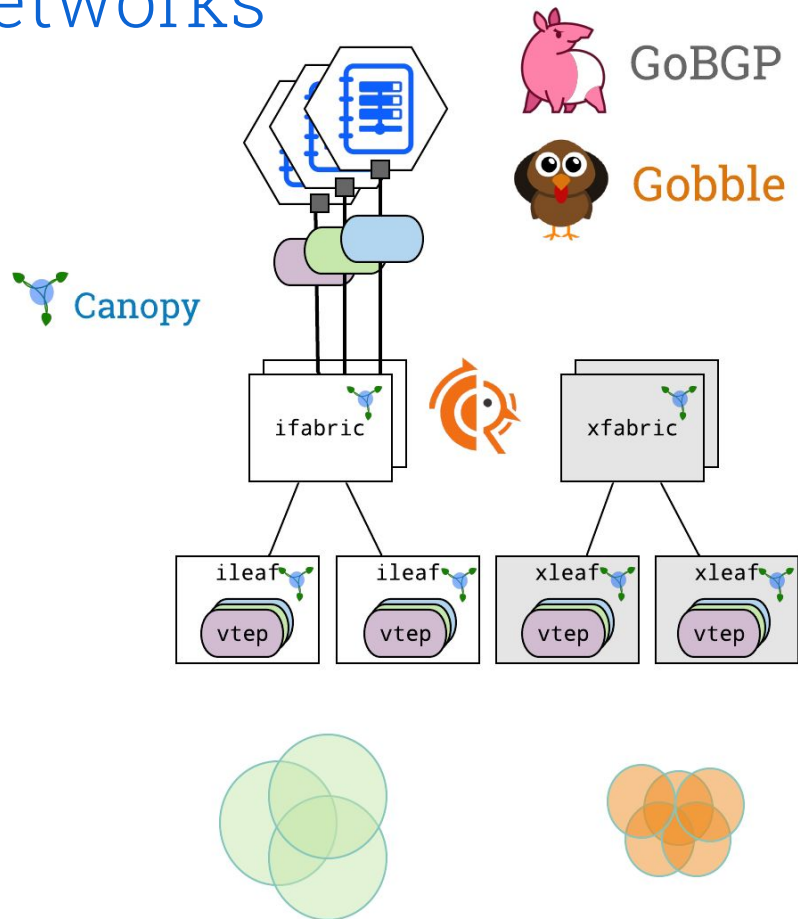 etworks
GoBGP
Gobble
Canopy
ifabric
xfabric
ileaf
ileaf
xleaf
xleaf
vtep
vtep
vtep
vtep